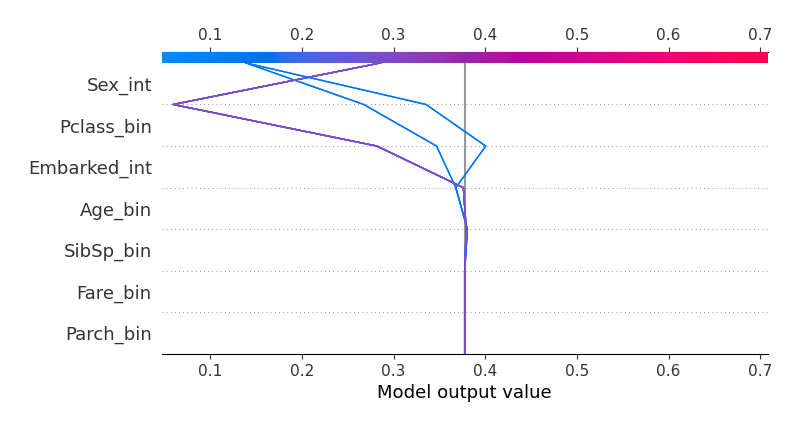 0.1 0.2 0.3 0.4 0.5 0.6 0.7
Sex_int
Pclass_bin
Embarked_int
Age_bin
SibSp_bin
Fare_bin
Parch_bin
0.1 0.2 0.3 0.4 0.5 0.6 0.7
Model output value